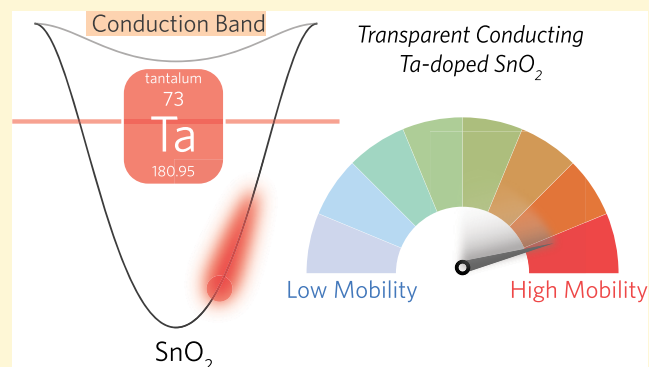 Conduction Band
Transparent Conducting
Ta-doped SnO₂
tantalum
73
Ta
180.95
Low Mobility
High Mobility
SnO₂